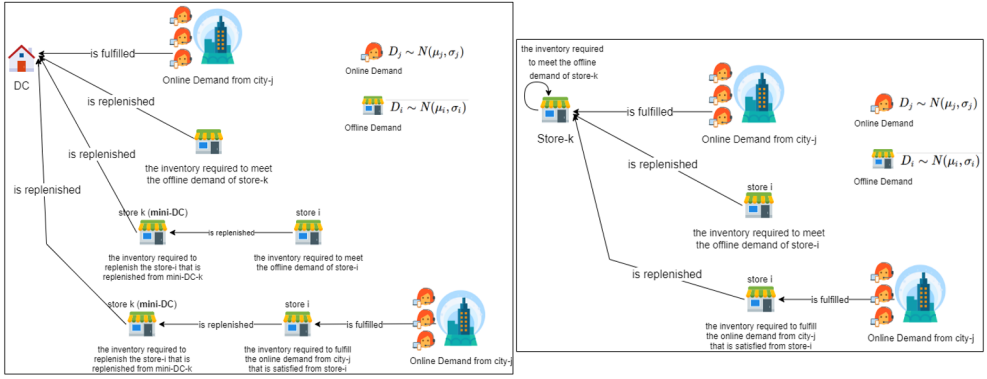 is fulfilled
DC
Online Demand from city-j
D_j ~ N(μ_j, σ_j)
Online Demand
D_i ~ N(μ_i, σ_i)
Offline Demand
is replenished
the inventory required to meet
the offline demand of store-k
is replenished
is replenished
store k (mini-DC)
store i
is replenished
the inventory required to
replenish the store-i that is
replenished from mini-DC-k
the inventory required to meet
the offline demand of store-i
store k (mini-DC)
store i
is replenished
is fulfilled
the inventory required to
replenish the store-i that is
replenished from mini-DC-k
the inventory required to fulfill
the online demand from city-j
that is satisfied from store-i
Online Demand from city-j
the inventory required
to meet the offline
demand of store-k
is fulfilled
Store-k
Online Demand from city-j
D_j ~ N(μ_j, σ_j)
Online Demand
D_i ~ N(μ_i, σ_i)
Offline Demand
is replenished
store i
the inventory required to meet
the offline demand of store-i
is replenished
store i
is fulfilled
the inventory required to fulfill
the online demand from city-j
that is satisfied from store-i
Online Demand from city-j